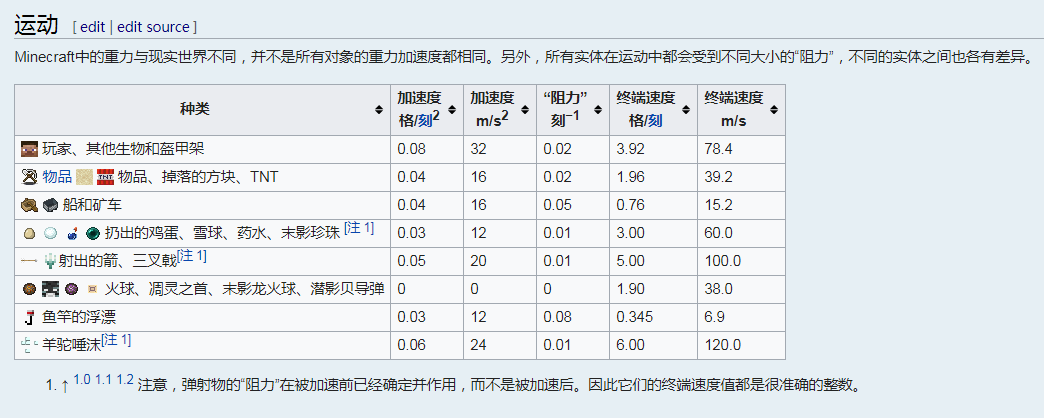 运动 [ edit | edit source ]
Minecraft中的重力与现实世界不同，并不是所有对象的重力加速度都相同。另外，所有实体在运动中都会受到不同大小的“阻力”，不同的实体之间也各有差异。
种类 加速度 格/刻² 加速度 m/s² “阻力” 刻⁻¹ 终端速度 格/刻 终端速度 m/s
玩家、其他生物和盔甲架 0.08 32 0.02 3.92 78.4
物品 TNT 物品、掉落的方块、TNT 0.04 16 0.02 1.96 39.2
船和矿车 0.04 16 0.05 0.76 15.2
扔出的鸡蛋、雪球、药水、末影珍珠 [注 1] 0.03 12 0.01 3.00 60.0
射出的箭、三叉戟[注 1] 0.05 20 0.01 5.00 100.0
火球、凋灵之首、末影龙火球、潜影贝导弹 0 0 0 1.90 38.0
鱼竿的浮漂 0.03 12 0.08 0.345 6.9
羊驼唾沫[注 1] 0.06 24 0.01 6.00 120.0
1. ↑ 1.0 1.1 1.2 注意，弹射物的“阻力”在被加速前已经确定并作用，而不是被加速后。因此它们的终端速度值都是很准确的整数。